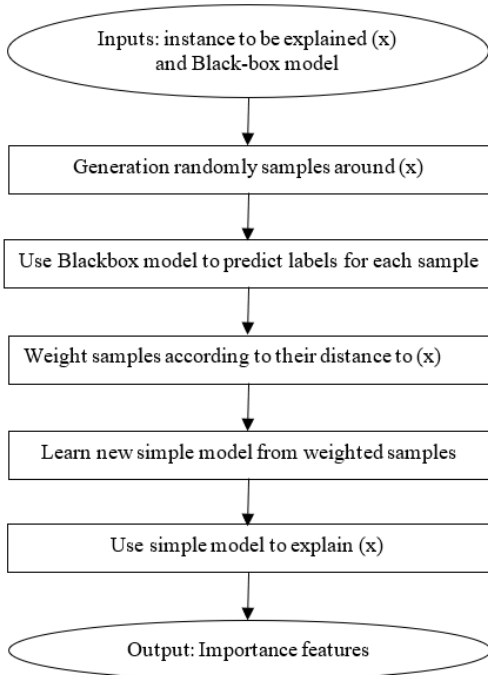 Inputs: instance to be explained (x)
and Black-box model
Generation randomly samples around (x)
Use Blackbox model to predict labels for each sample
Weight samples according to their distance to (x)
Learn new simple model from weighted samples
Use simple model to explain (x)
Output: Importance features